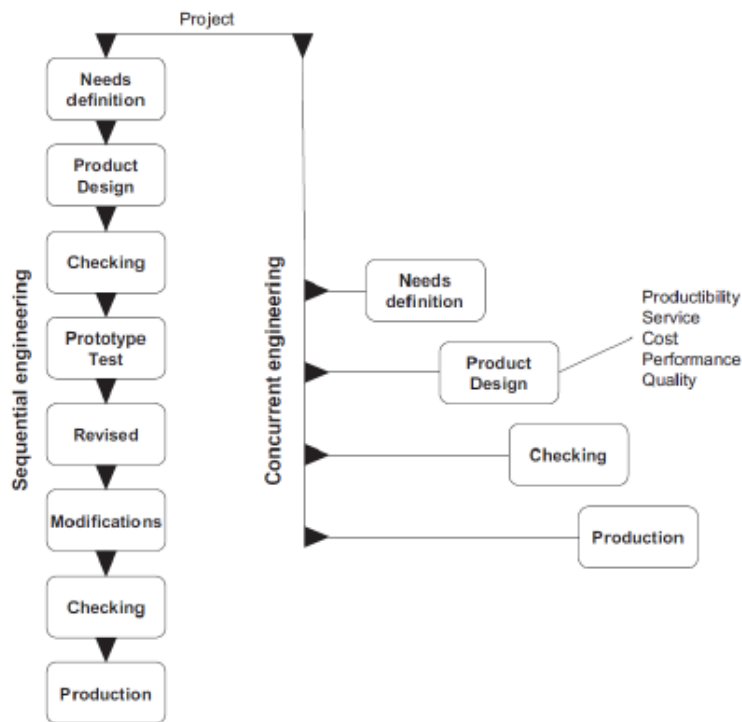 Project
Sequential engineering
Needs
definition
Product
Design
Checking
Prototype
Test
Revised
Modifications
Checking
Production
Concurrent engineering
Needs
definition
Product
Design
Productibility
Service
Cost
Performance
Quality
Checking
Production